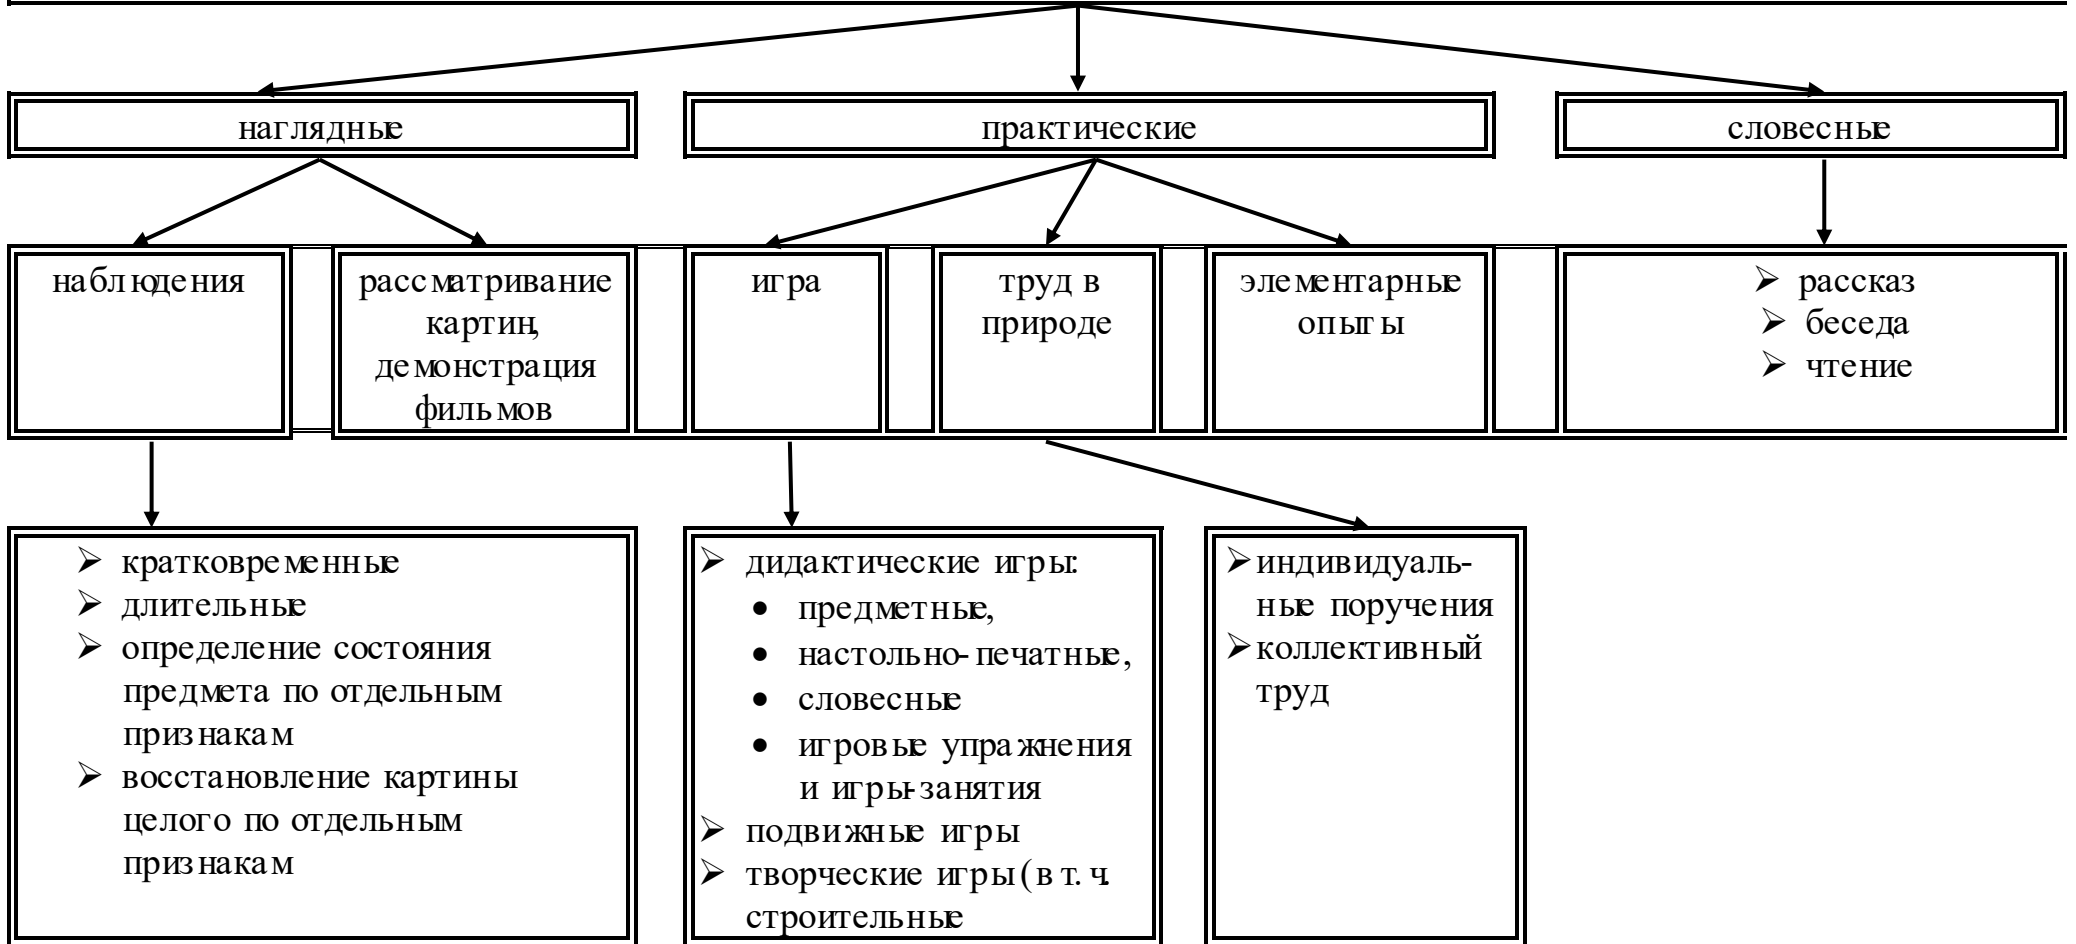 наглядные
практические
словесные
наблюдения
рассматривание
картин,
демонстрация
фильмов
игра
труд в
природе
элементарные
опыты
➢ рассказ
➢ беседа
➢ чтение
➢ кратковременные
➢ длительные
➢ определение состояния
предмета по отдельным
признакам
➢ восстановление картины
целого по отдельным
признакам
➢ дидактические игры:
• предметные,
• настольно-печатные,
• словесные
• игровые упражнения
и игры-занятия
➢ подвижные игры
➢ творческие игры (в т. ч.
строительные
➢ индивидуаль-
ные поручения
➢ коллективный
труд